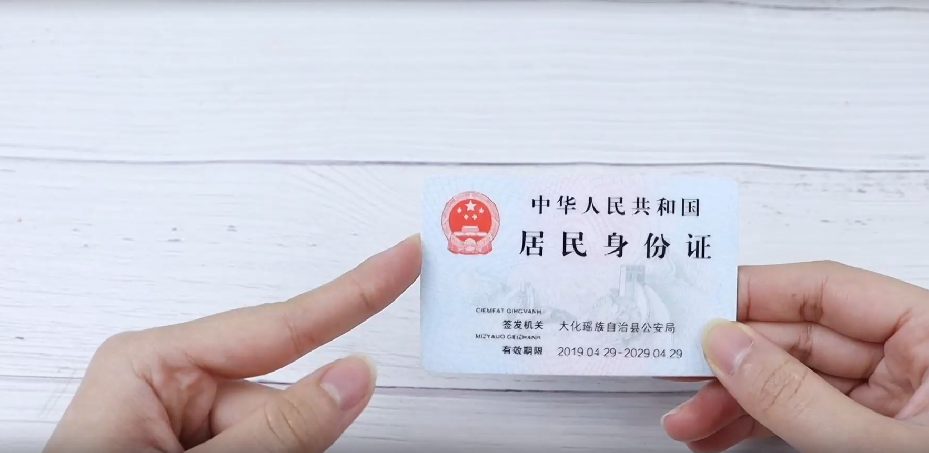 中华人民共和国
居民身份证
签发机关 大化瑶族自治县公安局
有效期限 2019.04.29-2029.04.29